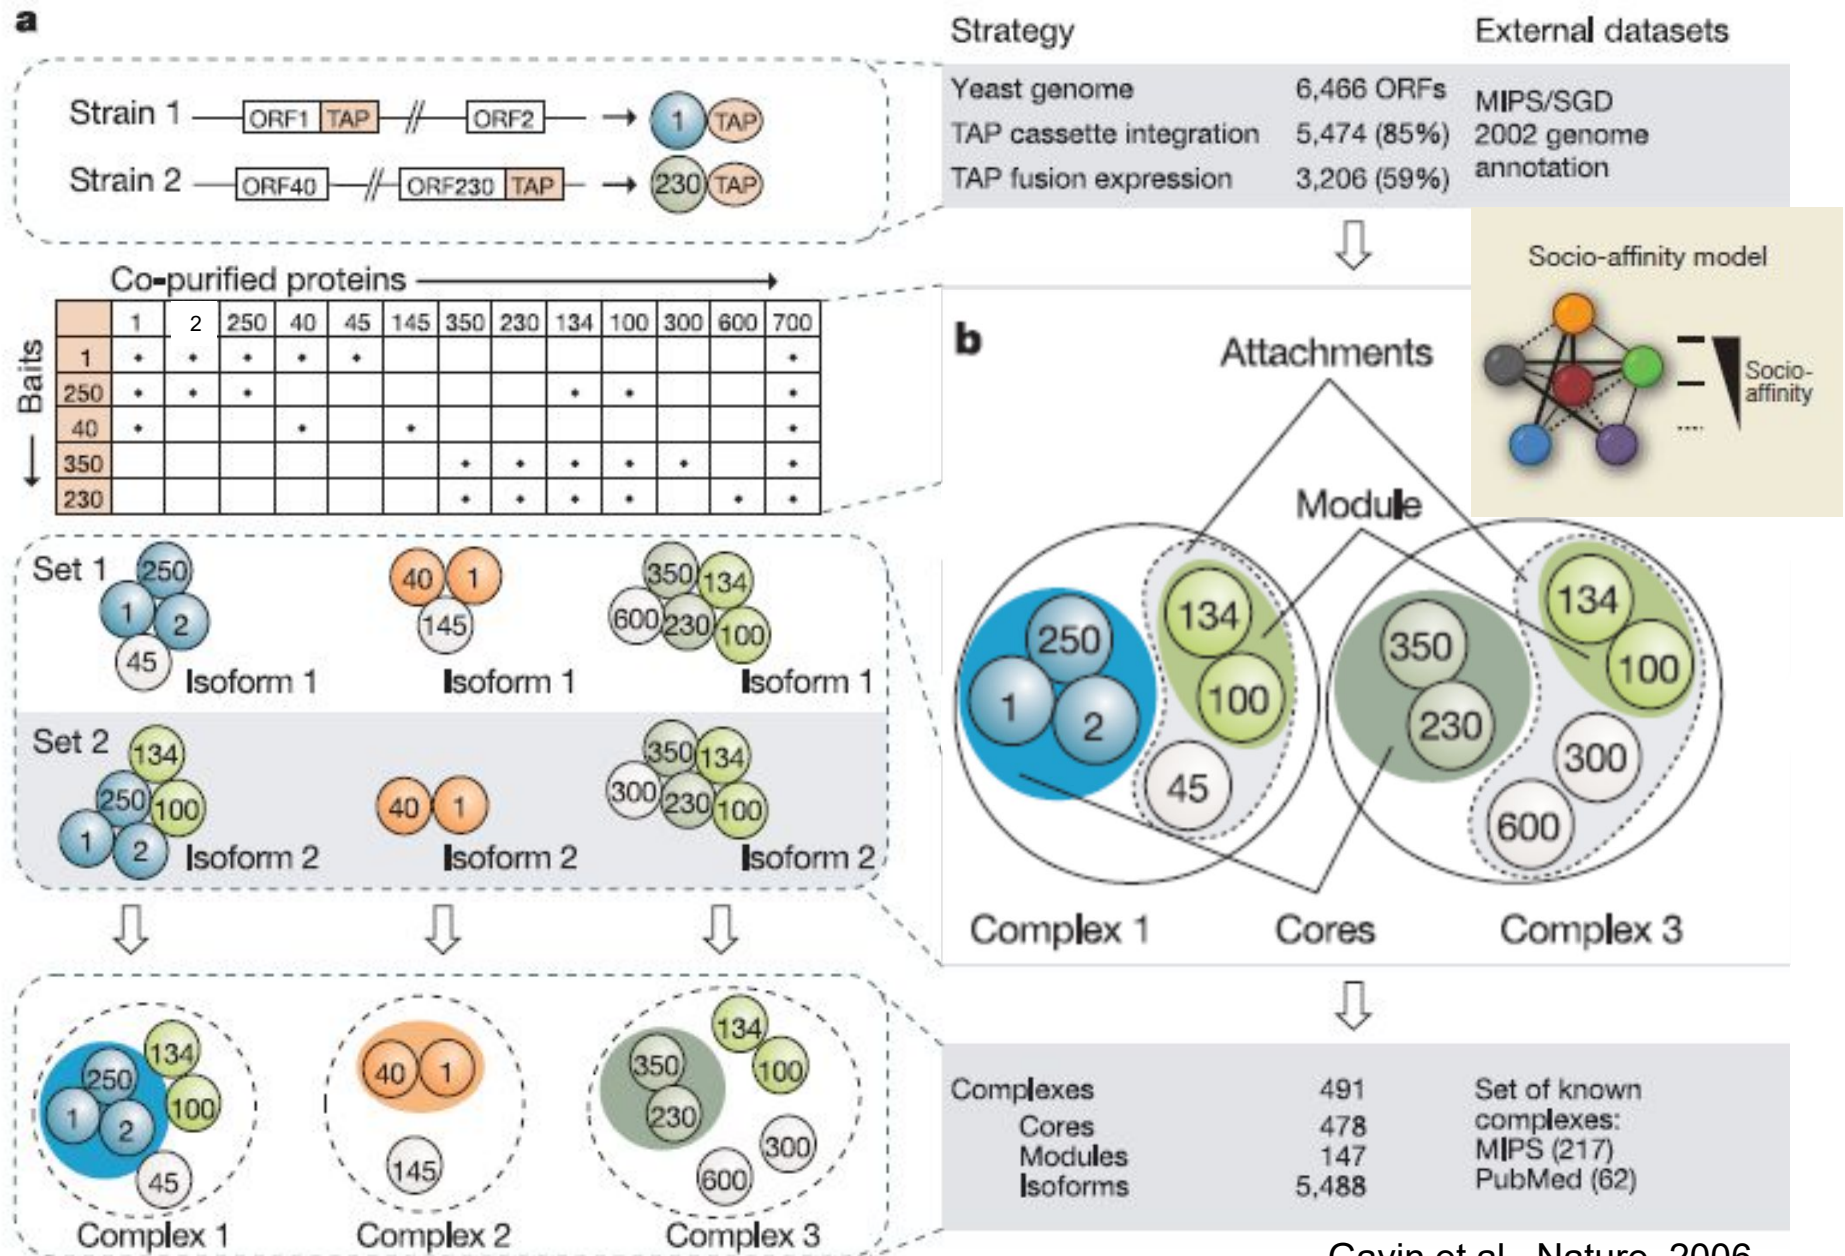 a
Strain 1 ORF1 TAP // ORF2 1 TAP
Strain 2 ORF40 // ORF230 TAP 230 TAP
Co-purified proteins
Baits
1 2 250 40 45 145 350 230 134 100 300 600 700
1
250
40
350
230
Set 1
250 1 2 45
Isoform 1
40 1 145
Isoform 1
350 134 600 230 100
Isoform 1
Set 2
134 250 100 1 2
Isoform 2
40 1
Isoform 2
350 134 300 230 100
Isoform 2
134 250 100 1 2 45
Complex 1
40 1 145
Complex 2
350 230 134 100 300 600
Complex 3
Strategy External datasets
Yeast genome 6,466 ORFs
TAP cassette integration 5,474 (85%)
TAP fusion expression 3,206 (59%)
MIPS/SGD
2002 genome
annotation
Socio-affinity model
Socio-
affinity
b
Attachments
Module
250 1 2 134 100 45
350 230 134 100 300 600
Complex 1 Cores Complex 3
Complexes 491
Cores 478
Modules 147
Isoforms 5,488
Set of known
complexes:
MIPS (217)
PubMed (62)
Gavin et al., Nature, 2006